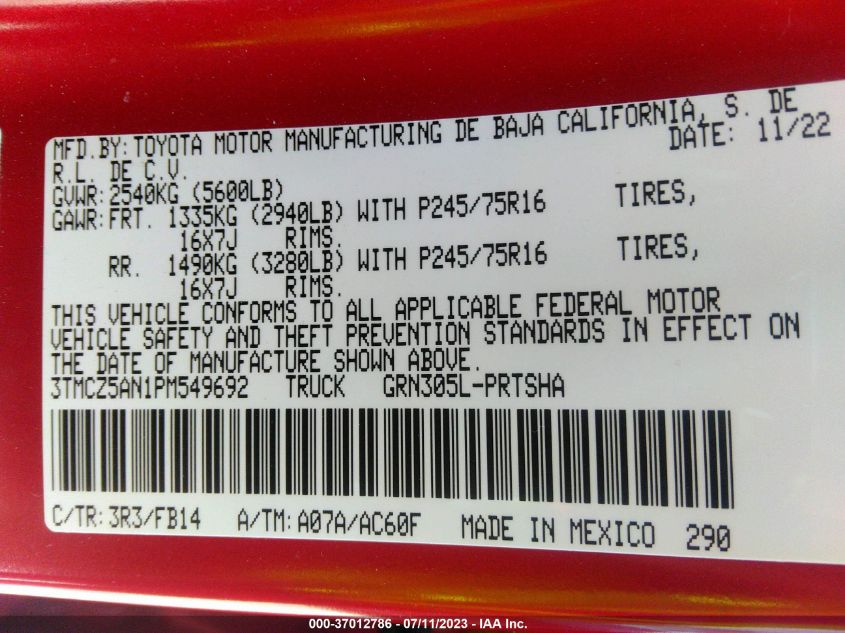 MFD.BY: TOYOTA MOTOR MANUFACTURING DE BAJA CALIFORNIA, S. DE
R.L. DE C.V. DATE: 11/22
GVWR: 2540KG (5600LB)
GAWR: FRT. 1335KG (2940LB) WITH P245/75R16 TIRES,
16X7J RIMS.
RR. 1490KG (3280LB) WITH P245/75R16 TIRES,
16X7J RIMS.
THIS VEHICLE CONFORMS TO ALL APPLICABLE FEDERAL MOTOR
VEHICLE SAFETY AND THEFT PREVENTION STANDARDS IN EFFECT ON
THE DATE OF MANUFACTURE SHOWN ABOVE.
3TMCZ5AN1PM549692 TRUCK GRN305L-PRTSHA
C/TR: 3R3/FB14 A/TM: A07A/AC60F MADE IN MEXICO 290
000-37012786 - 07/11/2023 - IAA Inc.